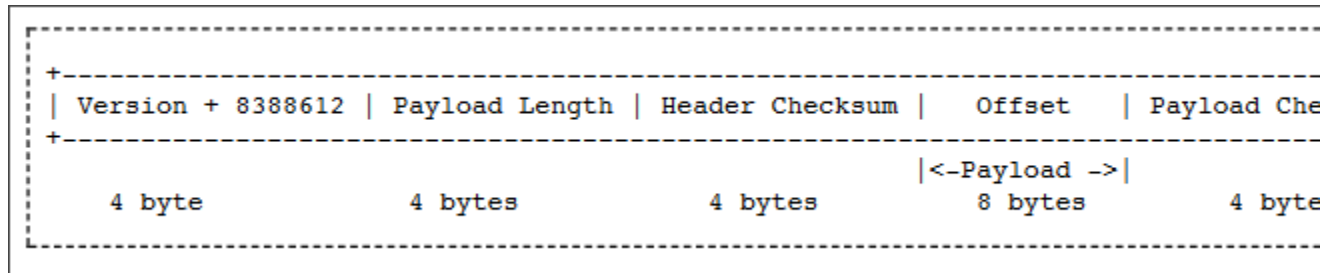 | Version + 8388612 | Payload Length | Header Checksum | Offset | Payload Che
|<-Payload ->|
4 byte 4 bytes 4 bytes 8 bytes 4 byte